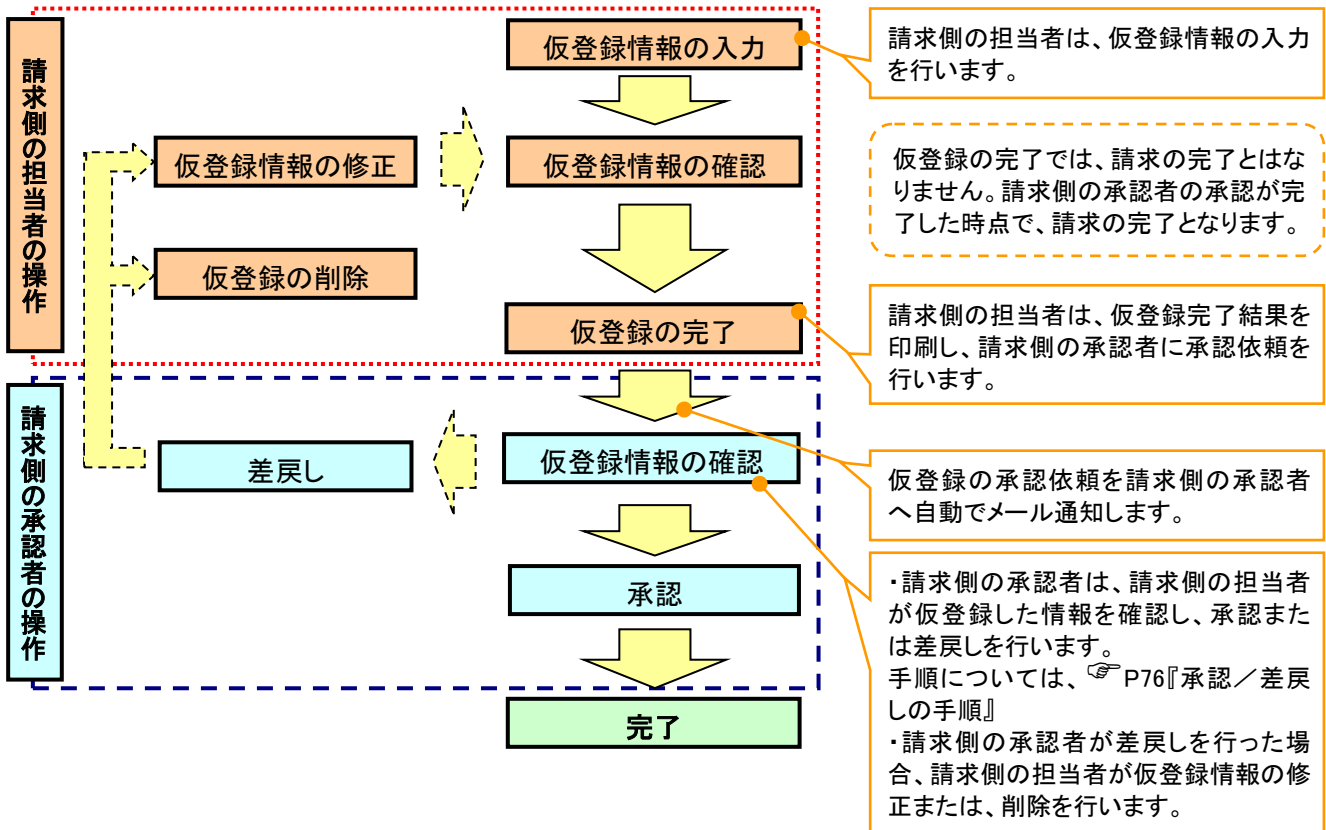 請求側の担当者の操作
仮登録情報の入力
仮登録情報の修正
仮登録情報の確認
仮登録の削除
仮登録の完了
請求側の承認者の操作
差戻し
仮登録情報の確認
承認
完了
請求側の担当者は、仮登録情報の入力
を行います。
仮登録の完了では、請求の完了とはな
りません。請求側の承認者の承認が完
了した時点で、請求の完了となります。
請求側の担当者は、仮登録完了結果を
印刷し、請求側の承認者に承認依頼を
行います。
仮登録の承認依頼を請求側の承認者
へ自動でメール通知します。
・請求側の承認者は、請求側の担当者
が仮登録した情報を確認し、承認また
は差戻しを行います。
手順については、☞P76『承認／差戻
しの手順』
・請求側の承認者が差戻しを行った場
合、請求側の担当者が仮登録情報の修
正または、削除を行います。